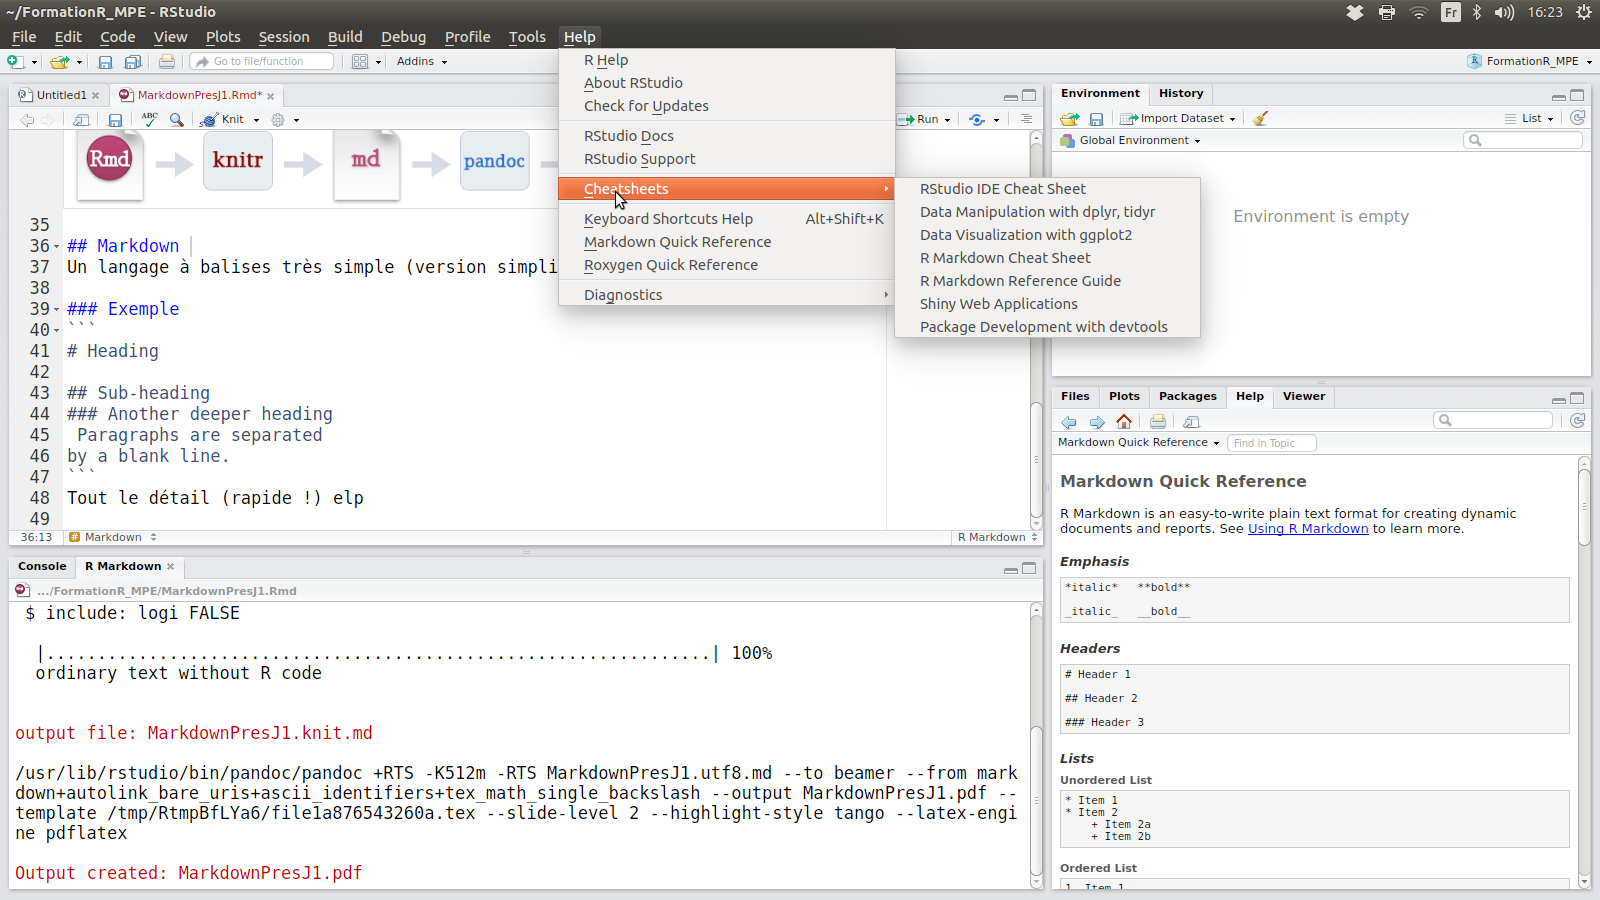 ~/FormationR_MPE - RStudio
Fr
16:23
File Edit Code View Plots Session Build Debug Profile Tools Help
Go to file/function
Addins
FormationR_MPE
Untitled1
MarkdownPresJ1.Rmd*
ABC
Knit
Run
Rmd
knitr
md
pandoc
35
36 ## Markdown
37 Un langage à balises très simple (version simpli
38
39 ### Exemple
40 ```
41 # Heading
42
43 ## Sub-heading
44 ### Another deeper heading
45 Paragraphs are separated
46 by a blank line.
47 ```
48 Tout le détail (rapide !) elp
49
36:13 # Markdown R Markdown
R Help
About RStudio
Check for Updates
RStudio Docs
RStudio Support
Cheatsheets
Keyboard Shortcuts Help Alt+Shift+K
Markdown Quick Reference
Roxygen Quick Reference
Diagnostics
RStudio IDE Cheat Sheet
Data Manipulation with dplyr, tidyr
Data Visualization with ggplot2
R Markdown Cheat Sheet
R Markdown Reference Guide
Shiny Web Applications
Package Development with devtools
Console R Markdown
.../FormationR_MPE/MarkdownPresJ1.Rmd
$ include: logi FALSE
|.................................................................| 100%
ordinary text without R code
output file: MarkdownPresJ1.knit.md
/usr/lib/rstudio/bin/pandoc/pandoc +RTS -K512m -RTS MarkdownPresJ1.utf8.md --to beamer --from mark
down+autolink_bare_uris+ascii_identifiers+tex_math_single_backslash --output MarkdownPresJ1.pdf --
template /tmp/RtmpBfLYa6/file1a876543260a.tex --slide-level 2 --highlight-style tango --latex-engi
ne pdflatex
Output created: MarkdownPresJ1.pdf
Environment History
Import Dataset
List
Global Environment
Environment is empty
Files Plots Packages Help Viewer
Markdown Quick Reference
Find in Topic
Markdown Quick Reference
R Markdown is an easy-to-write plain text format for creating dynamic
documents and reports. See Using R Markdown to learn more.
Emphasis
*italic* **bold**
_italic_ __bold__
Headers
# Header 1
## Header 2
### Header 3
Lists
Unordered List
* Item 1
* Item 2
+ Item 2a
+ Item 2b
Ordered List
1. Item 1